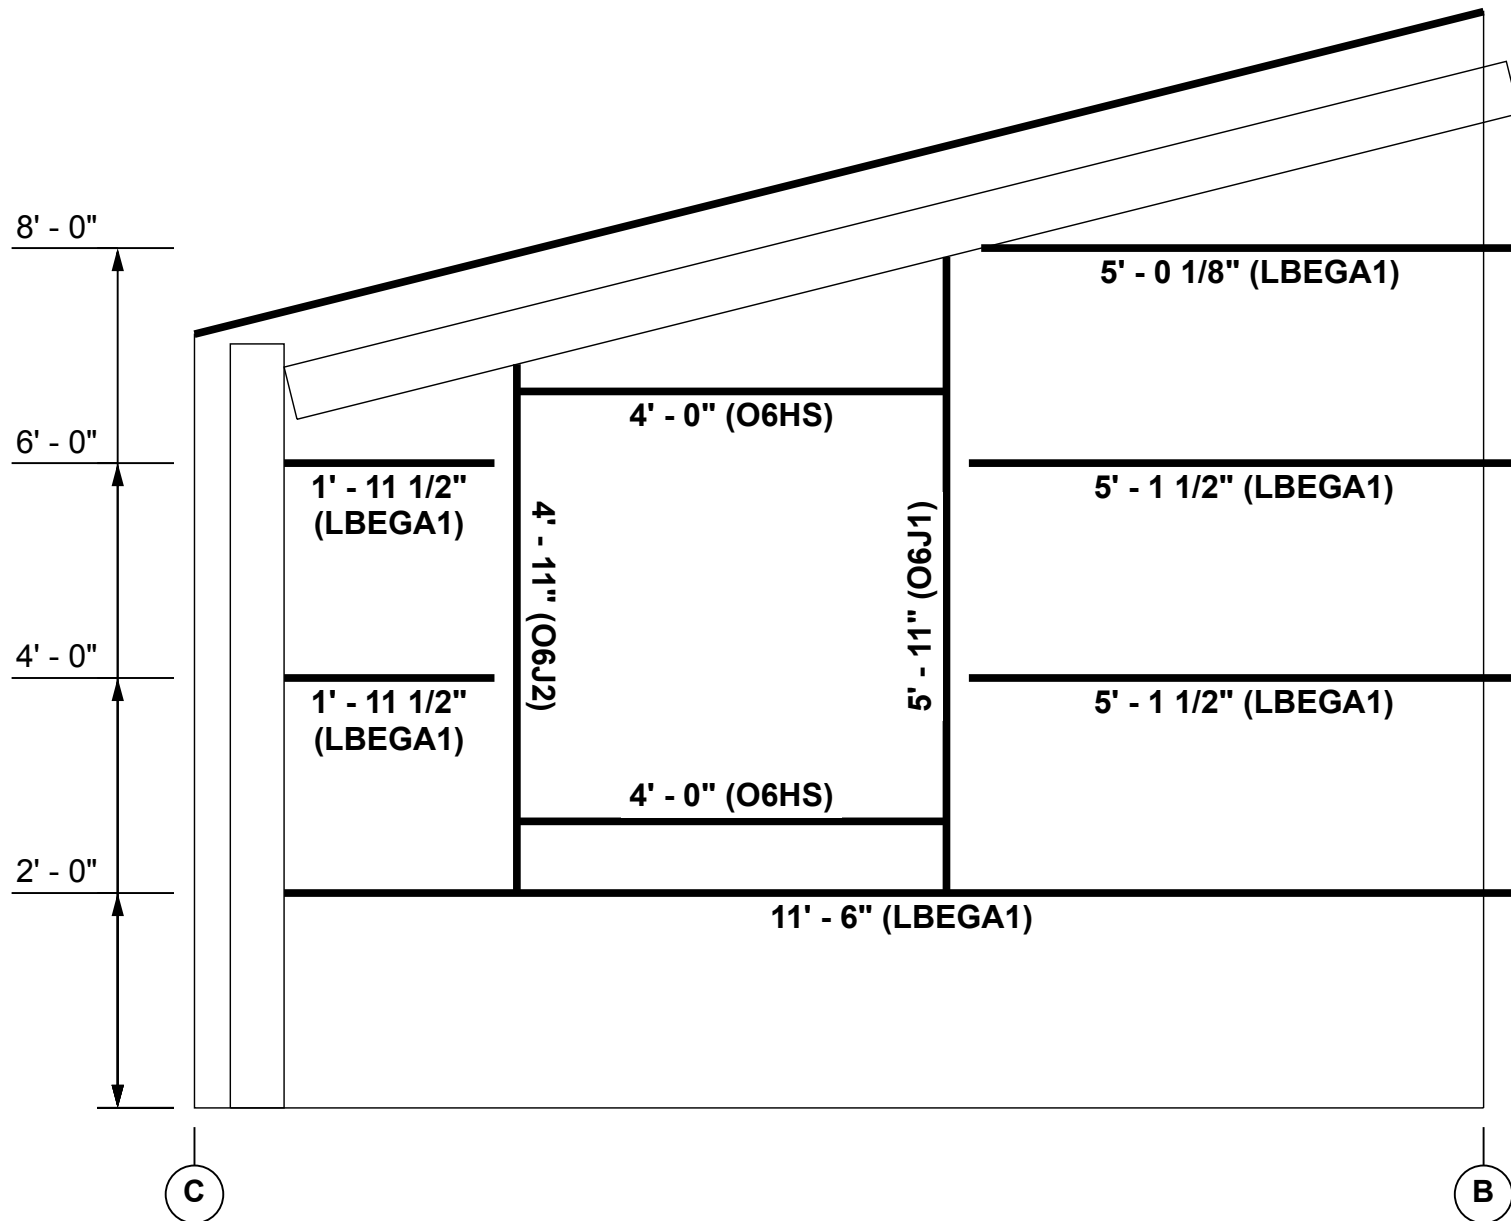 8' - 0"
5' - 0 1/8" (LBEGA1)
4' - 0" (O6HS)
6' - 0"
1' - 11 1/2"
(LBEGA1)
5' - 1 1/2" (LBEGA1)
4' - 11" (O6J2)
5' - 11" (O6J1)
4' - 0"
1' - 11 1/2"
(LBEGA1)
5' - 1 1/2" (LBEGA1)
4' - 0" (O6HS)
2' - 0"
11' - 6" (LBEGA1)
C
B